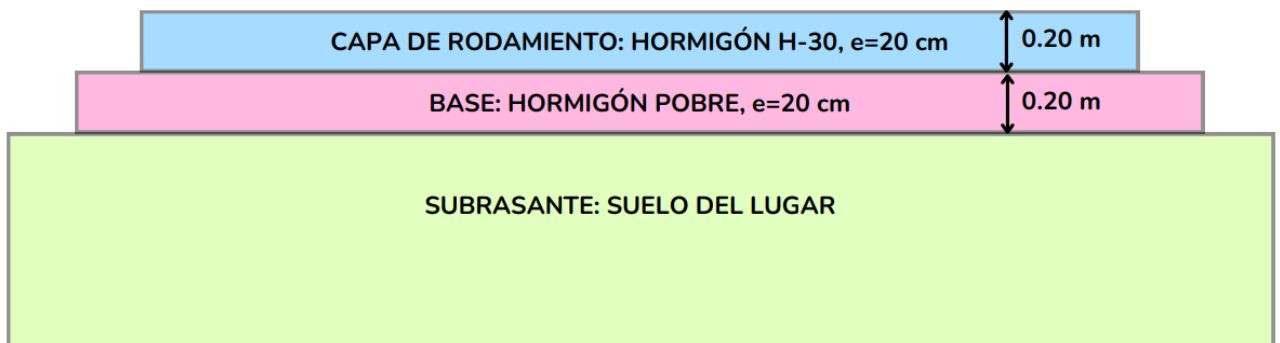 CAPA DE RODAMIENTO: HORMIGÓN H-30, e=20 cm
0.20 m
BASE: HORMIGÓN POBRE, e=20 cm
0.20 m
SUBRASANTE: SUELO DEL LUGAR